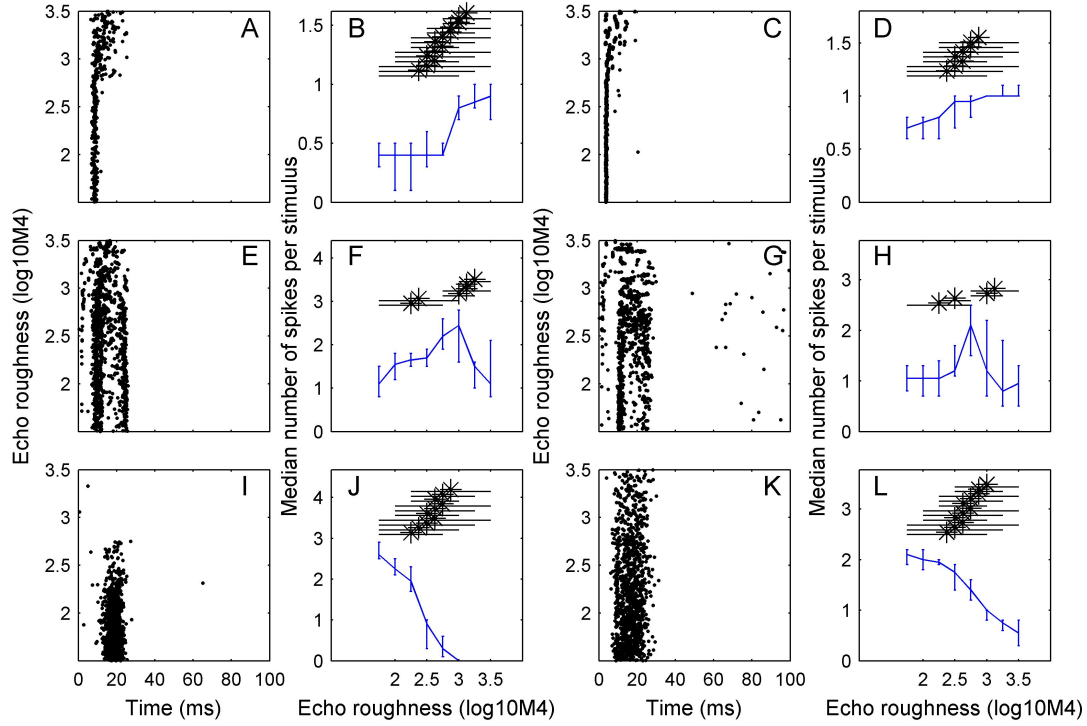 A
B
C
D
3.5
3
2.5
2
1.5
1
0.5
0
3.5
3
2.5
2
1.5
1
0.5
0
E
F
G
H
3.5
3
2.5
2
4
3
2
1
0
3.5
3
2.5
2
3
2
1
0
I
J
K
L
3.5
3
2.5
2
4
3
2
1
0
3.5
3
2.5
2
3
2
1
0
0 20 40 60 80 100
2 2.5 3 3.5
0 20 40 60 80 100
2 2.5 3 3.5
Time (ms)
Echo roughness (log10M4)
Time (ms)
Echo roughness (log10M4)
Echo roughness (log10M4)
Median number of spikes per stimulus
Echo roughness (log10M4)
Median number of spikes per stimulus